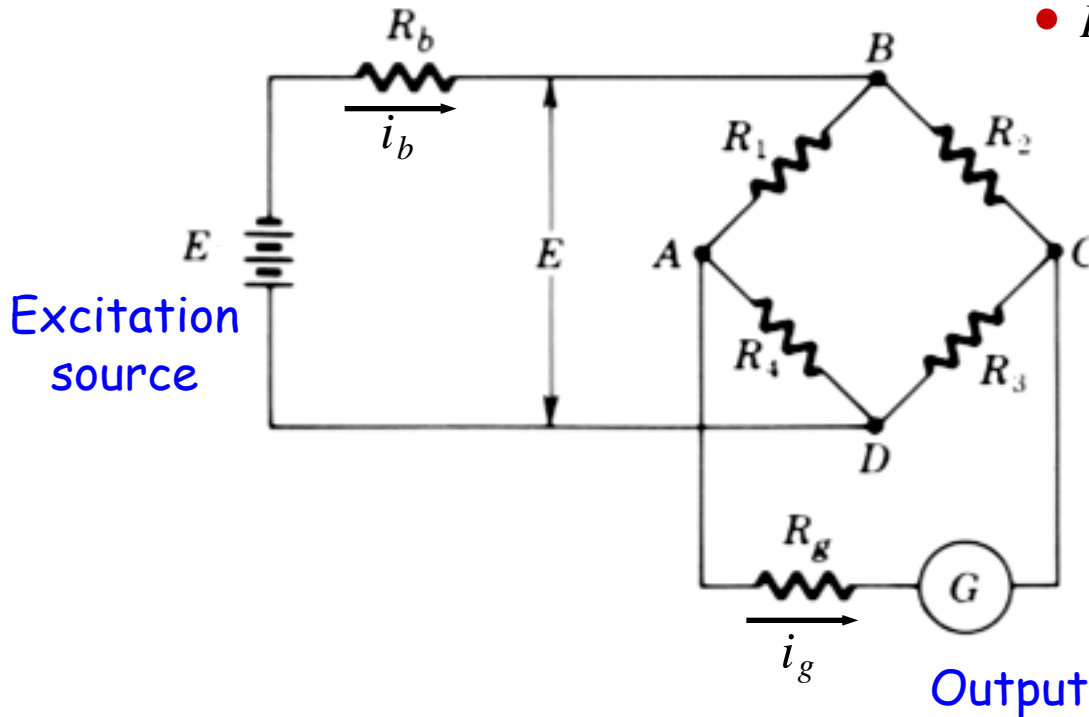 R_b
B
i_b
R_1
R_2
E
E
A
Excitation
source
R_4
R_3
D
R_g
G
i_g
Output